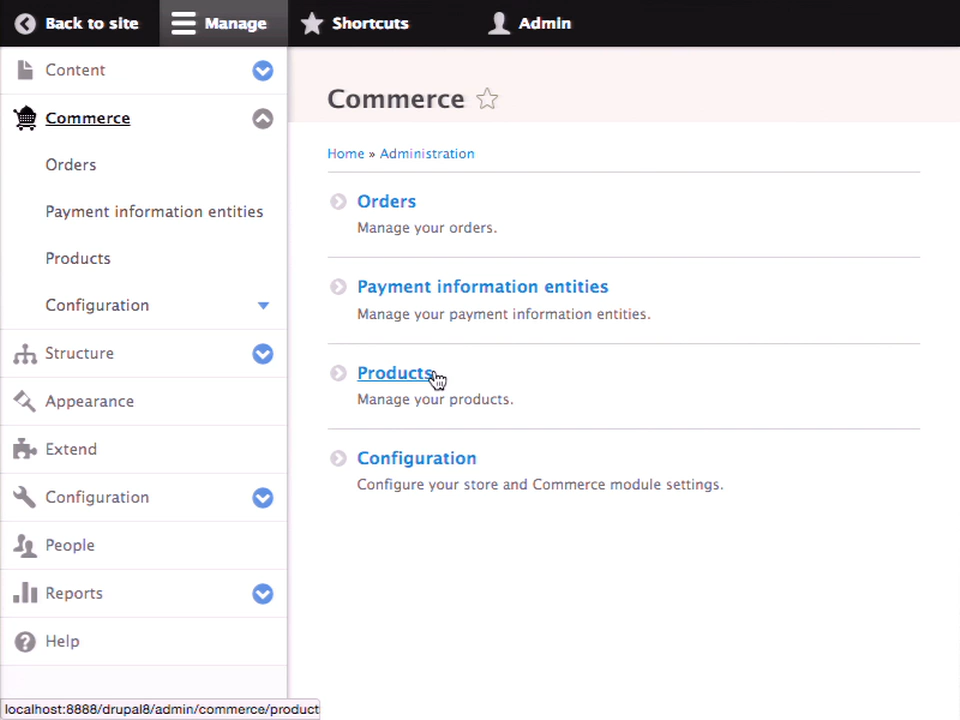 Back to site
Manage
Shortcuts
Admin
Content
Commerce
Orders
Payment information entities
Products
Configuration
Structure
Appearance
Extend
Configuration
People
Reports
Help
Commerce
Home » Administration
Orders
Manage your orders.
Payment information entities
Manage your payment information entities.
Products
Manage your products.
Configuration
Configure your store and Commerce module settings.
localhost:8888/drupal8/admin/commerce/product